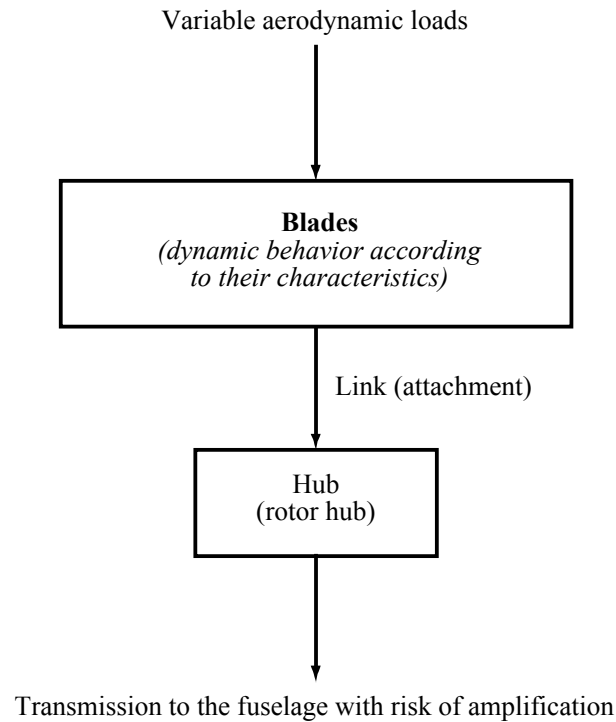 Variable aerodynamic loads
Blades
(dynamic behavior according
to their characteristics)
Link (attachment)
Hub
(rotor hub)
Transmission to the fuselage with risk of amplification